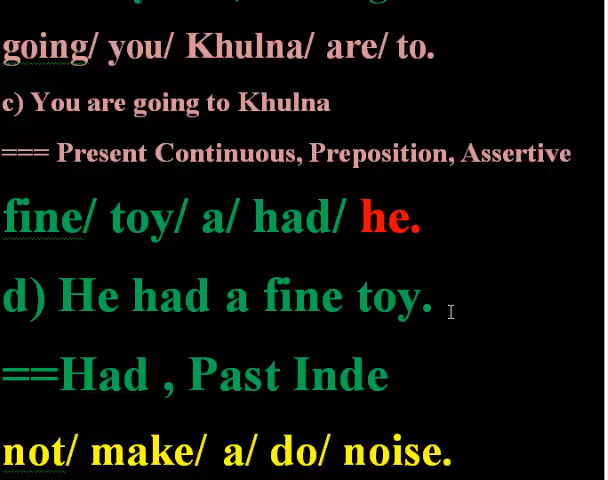 going/ you/ Khulna/ are/ to.
c) You are going to Khulna
=== Present Continuous, Preposition, Assertive
fine/ toy/ a/ had/ he.
d) He had a fine toy.
==Had , Past Inde
not/ make/ a/ do/ noise.